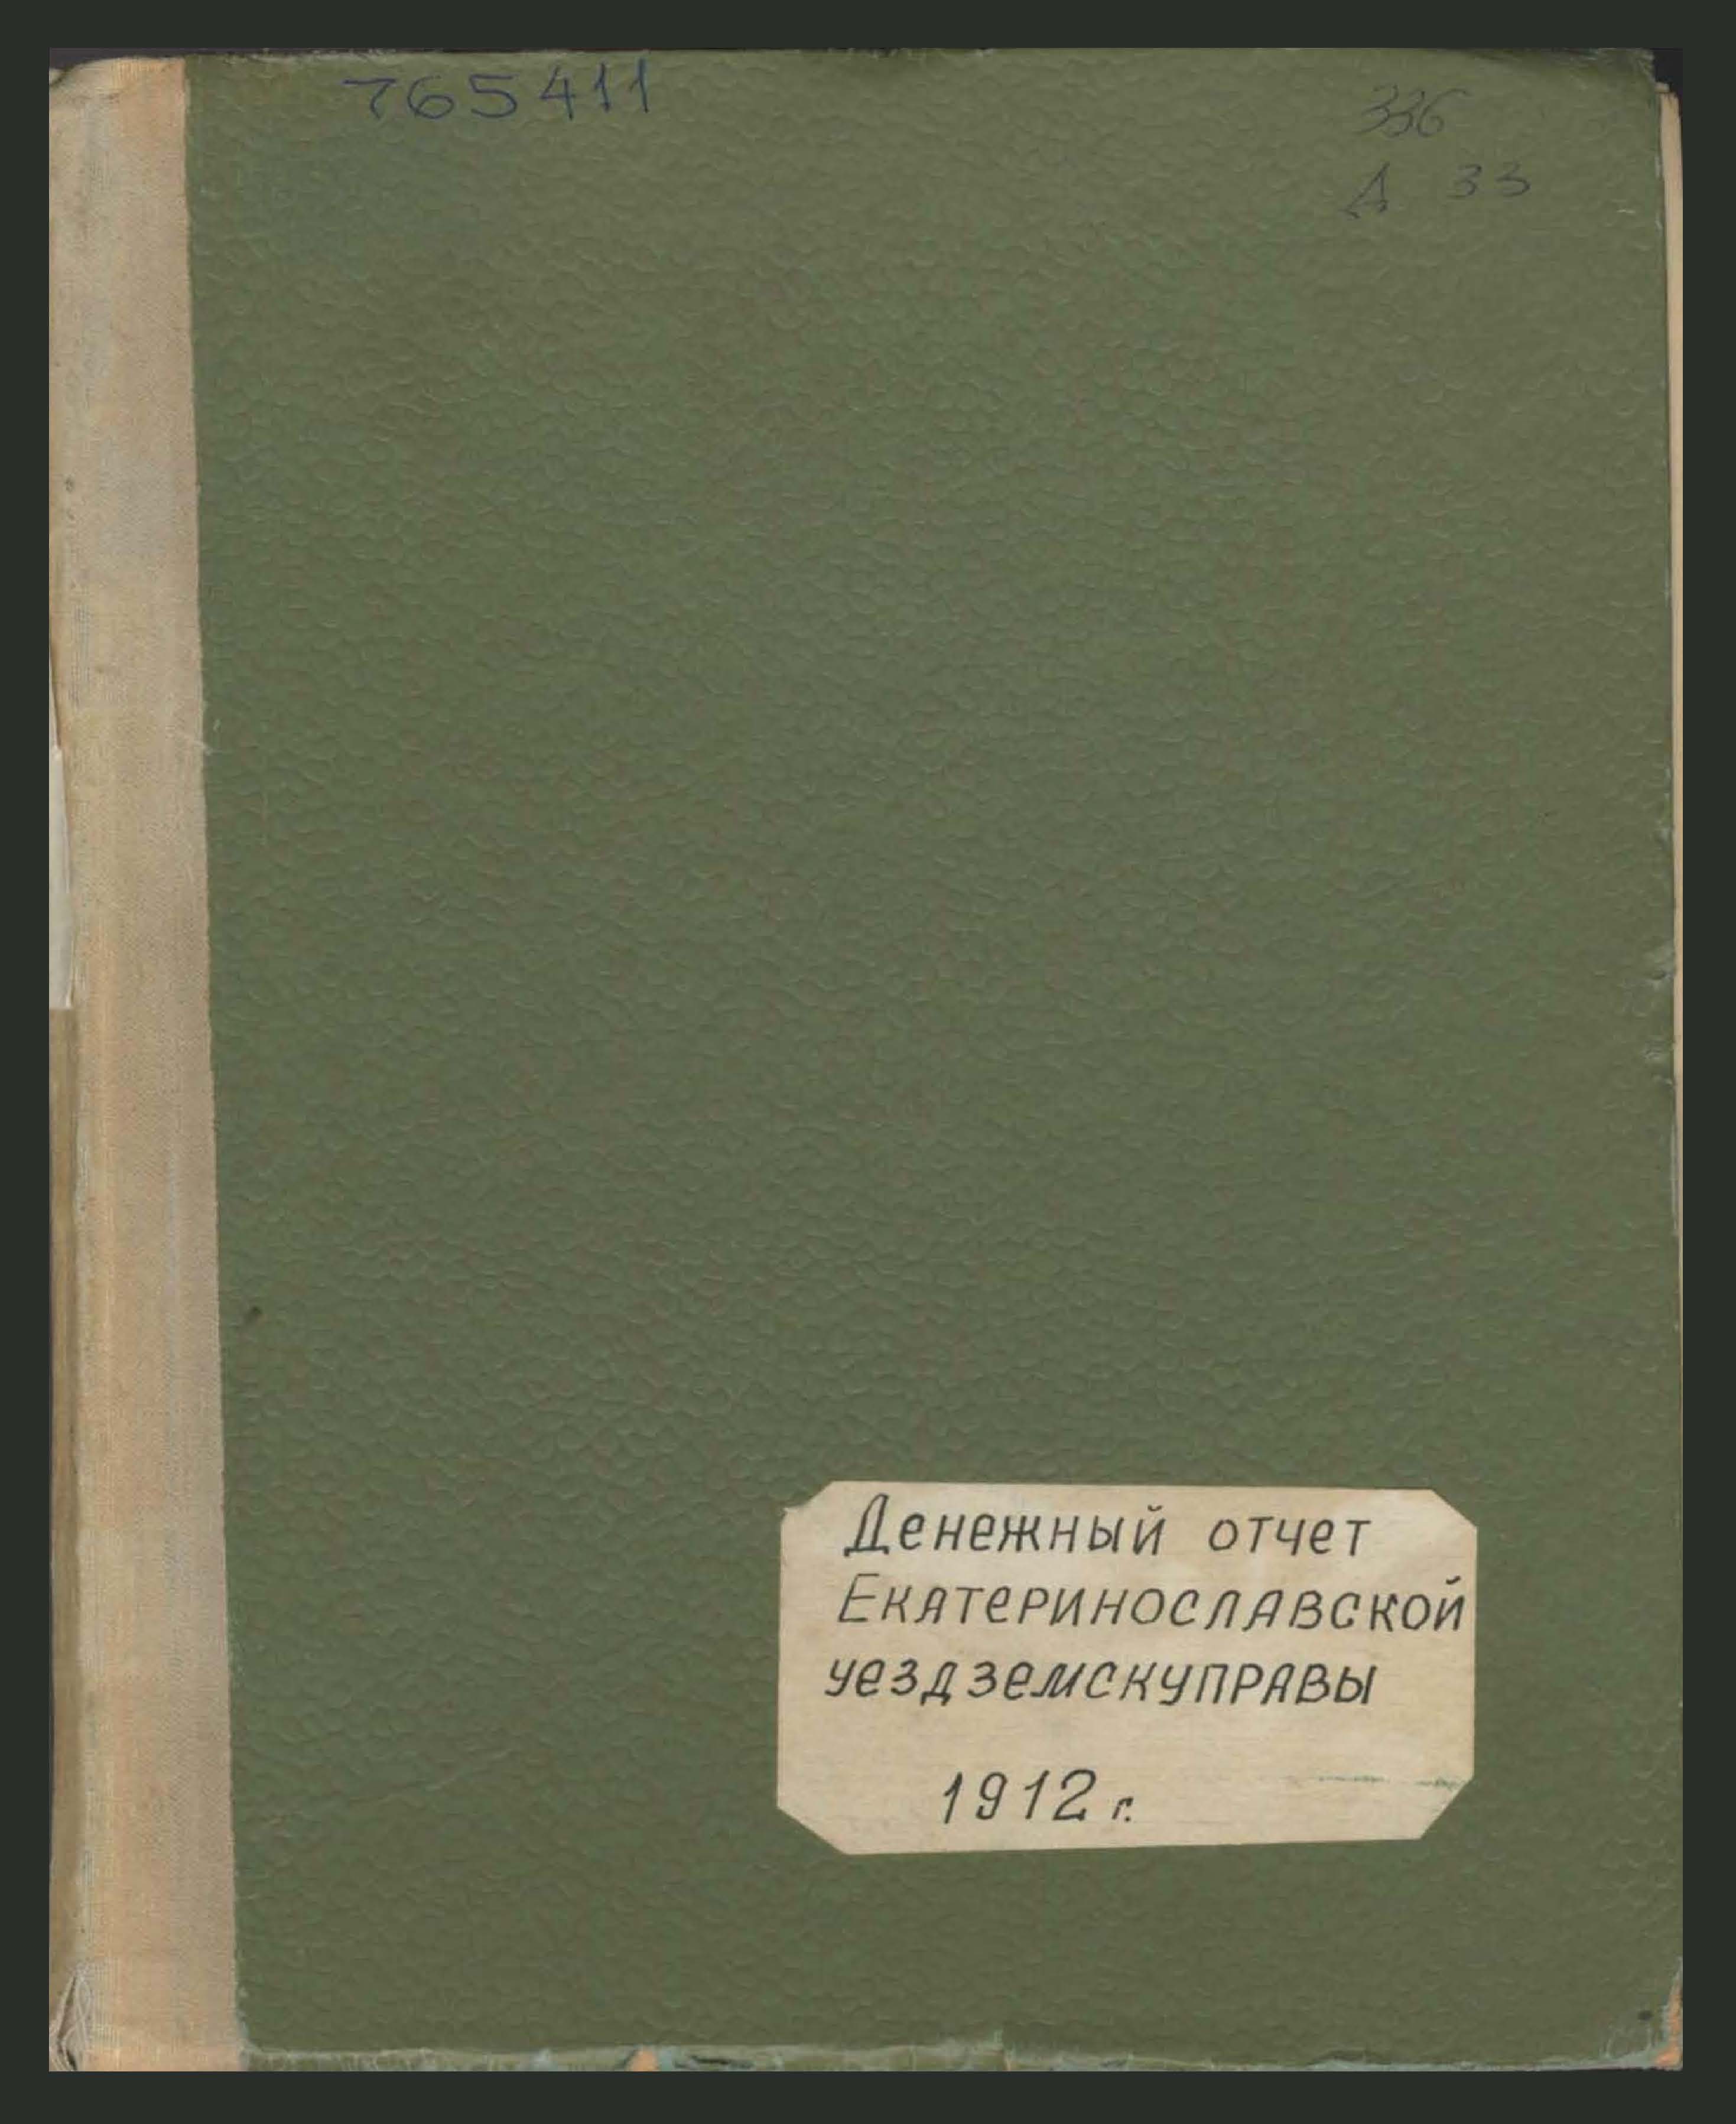 765411
336
Д 33
Денежный отчет
Екатеринославской
уездземскуправы
1912 г.